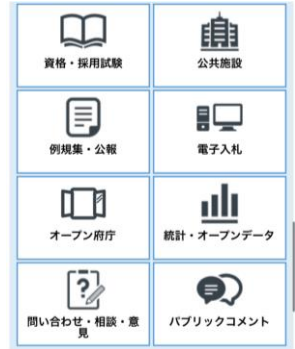 資格・採用試験
公共施設
例規集・公報
電子入札
オープン府庁
統計・オープンデータ
問い合わせ・相談・意
見
パブリックコメント